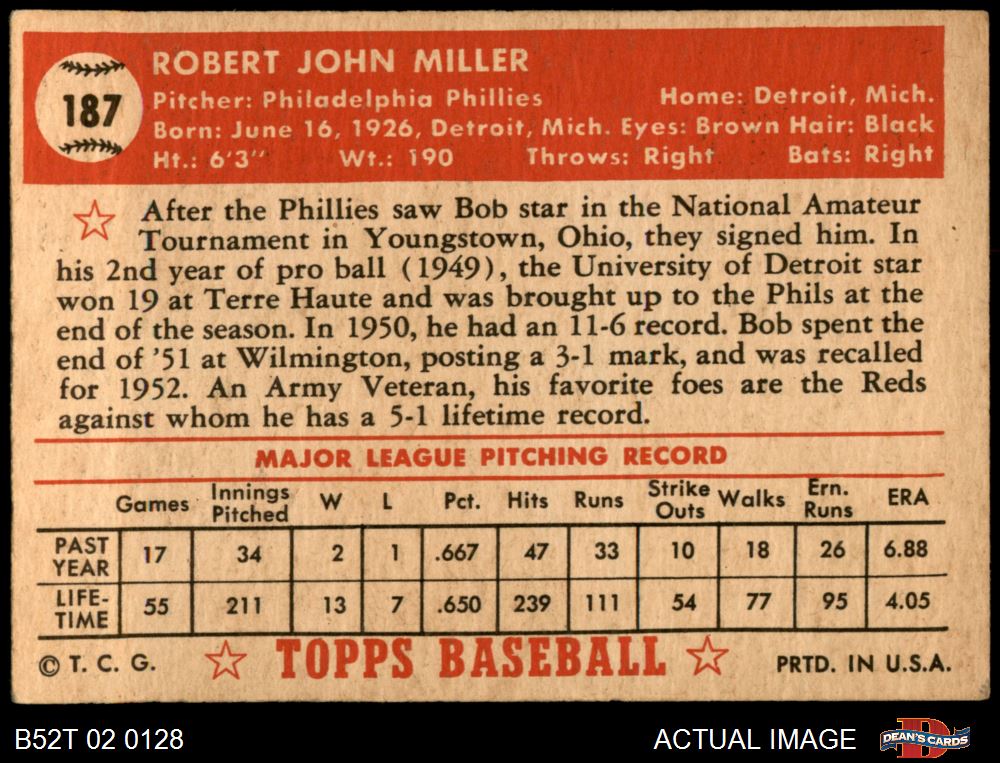 187
ROBERT JOHN MILLER
Pitcher: Philadelphia Phillies Home: Detroit, Mich.
Born: June 16, 1926, Detroit, Mich. Eyes: Brown Hair: Black
Ht.: 6'3" Wt.: 190 Throws: Right Bats: Right
After the Phillies saw Bob star in the National Amateur
Tournament in Youngstown, Ohio, they signed him. In
his 2nd year of pro ball (1949), the University of Detroit star
won 19 at Terre Haute and was brought up to the Phils at the
end of the season. In 1950, he had an 11-6 record. Bob spent the
end of '51 at Wilmington, posting a 3-1 mark, and was recalled
for 1952. An Army Veteran, his favorite foes are the Reds
against whom he has a 5-1 lifetime record.
MAJOR LEAGUE PITCHING RECORD
Games Innings Pitched W L Pct. Hits Runs Strike Outs Walks Ern. Runs ERA
PAST YEAR 17 34 2 1 .667 47 33 10 18 26 6.88
LIFE-TIME 55 211 13 7 .650 239 111 54 77 95 4.05
© T. C. G. TOPPS BASEBALL PRTD. IN U.S.A.
B52T 02 0128 ACTUAL IMAGE DEAN'S CARDS